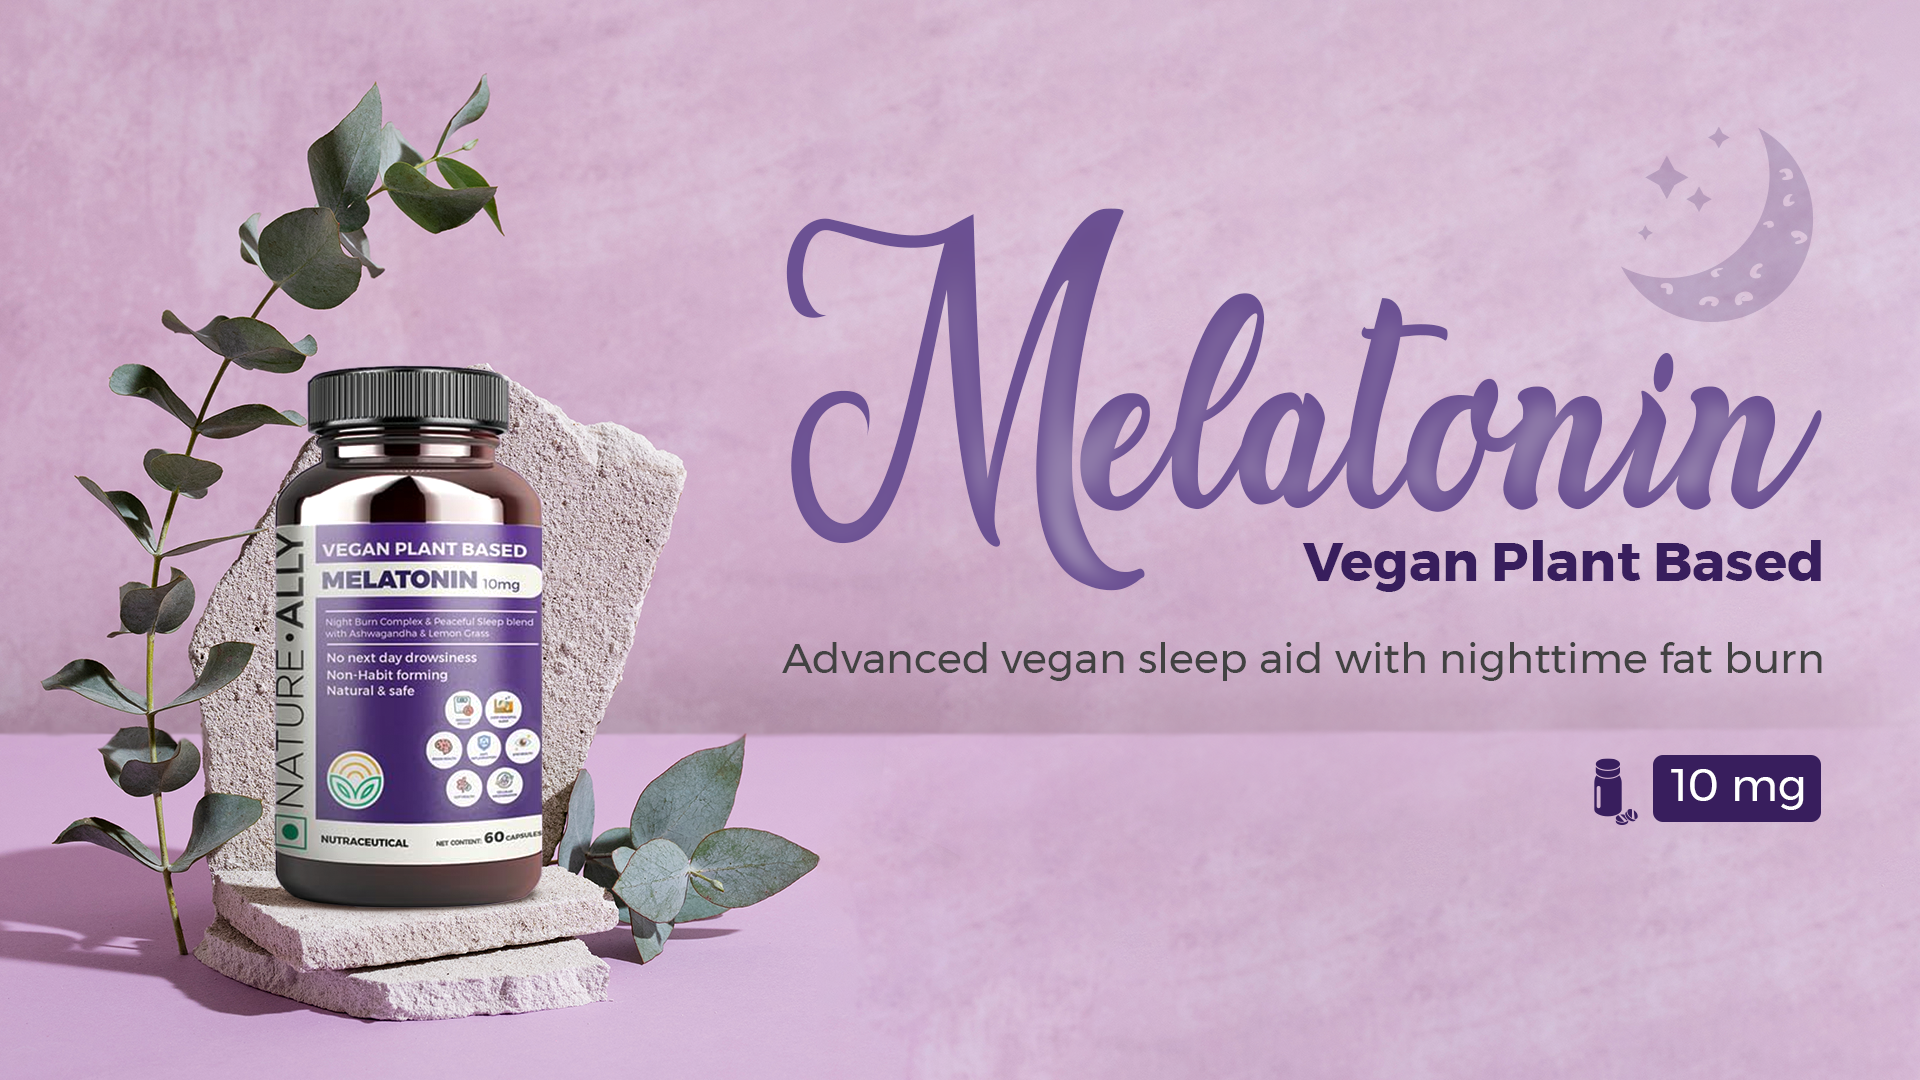 Melatonin
Vegan Plant Based
Advanced vegan sleep aid with nighttime fat burn
10 mg
NATURE•ALLY
VEGAN PLANT BASED
MELATONIN 10mg
Night Burn Complex & Peaceful Sleep blend
with Ashwagandha & Lemon Grass
No next day drowsiness
Non-Habit forming
Natural & safe
NUTRACEUTICAL
NET CONTENT: 60 CAPSULES